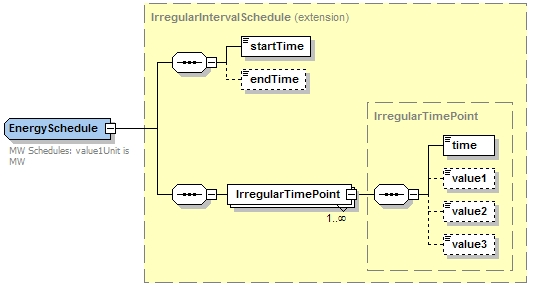 IrregularIntervalSchedule (extension)
startTime
endTime
EnergySchedule
MW Schedules: value1Unit is
MW
IrregularTimePoint
1..∞
IrregularTimePoint
time
value1
value2
value3